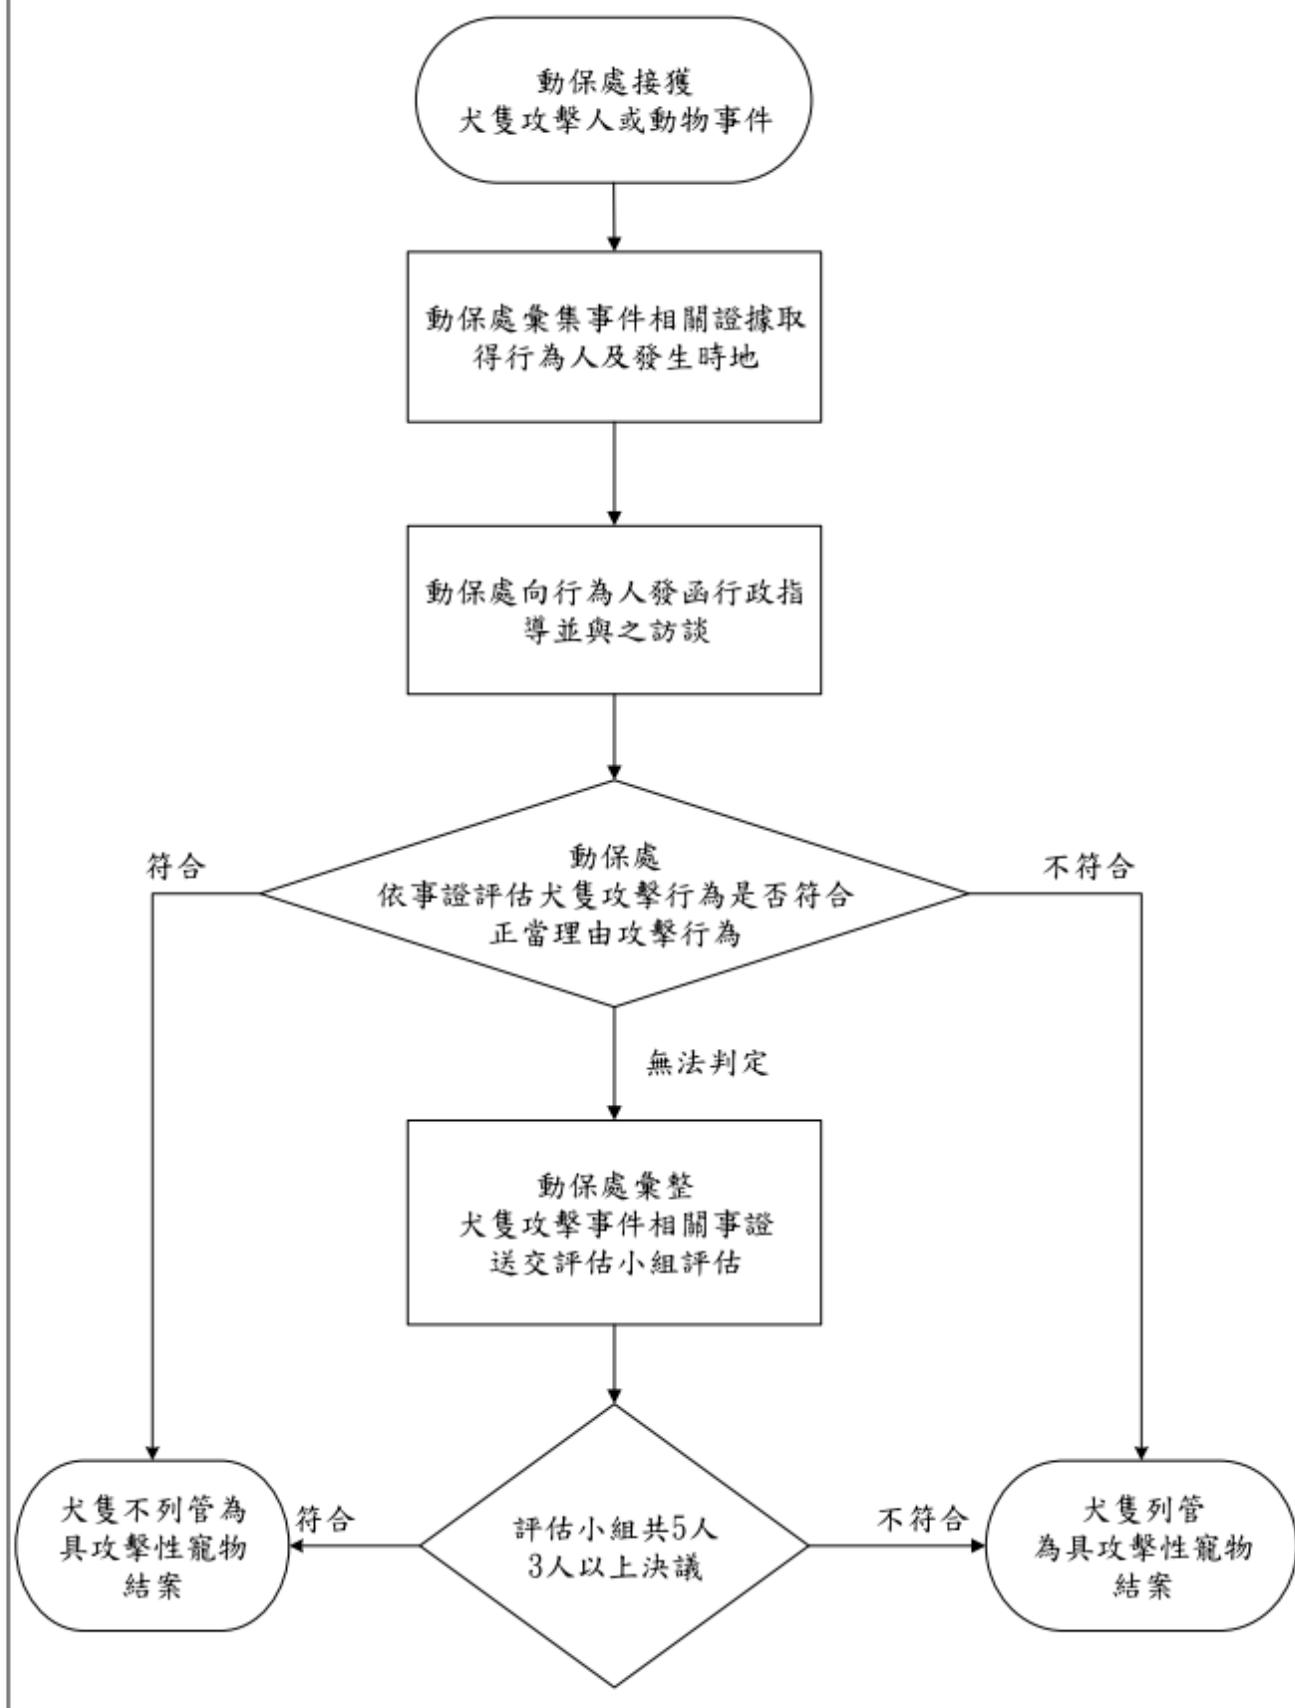 動保處接獲
犬隻攻擊人或動物事件
動保處彙集事件相關證據取
得行為人及發生時地
動保處向行為人發函行政指
導並與之訪談
符合
動保處
依事證評估犬隻攻擊行為是否符合
正當理由攻擊行為
不符合
無法判定
動保處彙整
犬隻攻擊事件相關事證
送交評估小組評估
犬隻不列管為
具攻擊性寵物
結案
符合
評估小組共5人
3人以上決議
不符合
犬隻列管
為具攻擊性寵物
結案